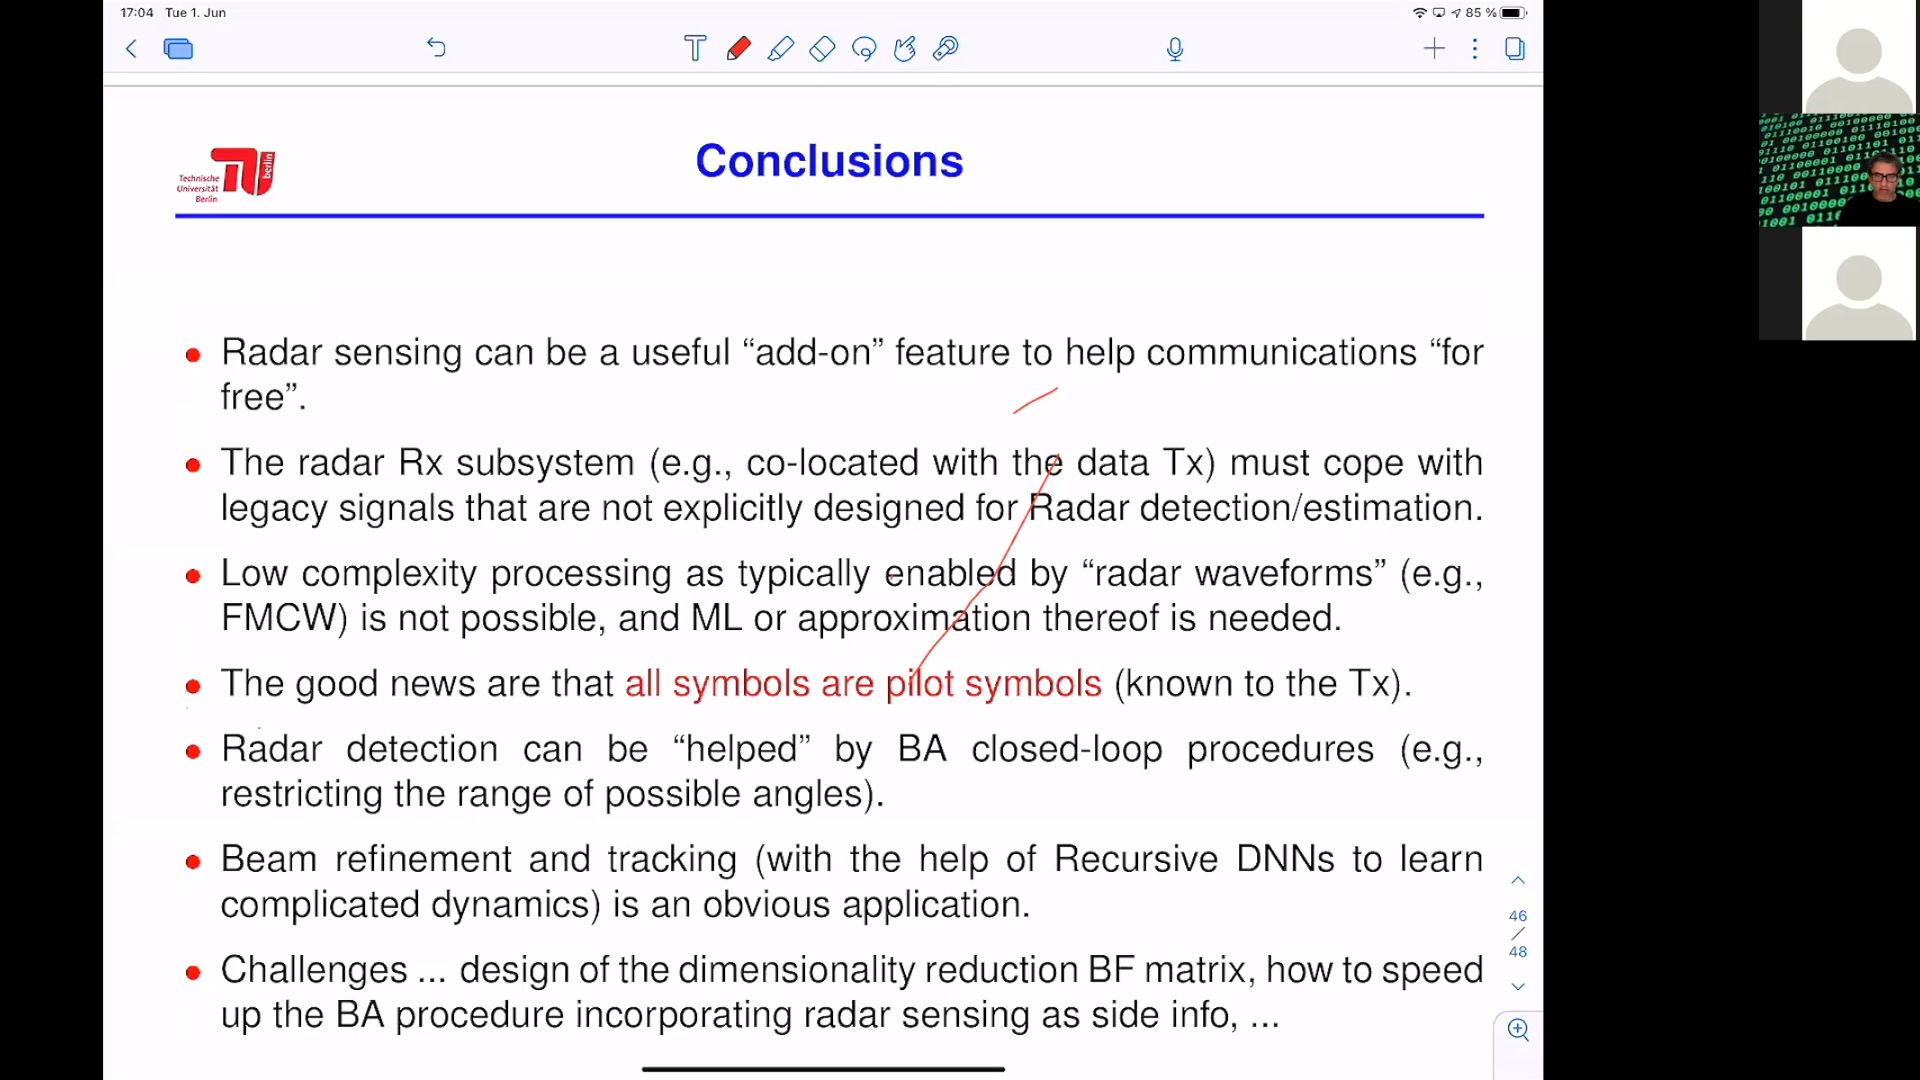 17:04 Tue 1. Jun
85 %
Technische
Universität
Berlin
berlin
Conclusions
Radar sensing can be a useful “add-on” feature to help communications “for
free”.
The radar Rx subsystem (e.g., co-located with the data Tx) must cope with
legacy signals that are not explicitly designed for Radar detection/estimation.
Low complexity processing as typically enabled by “radar waveforms” (e.g.,
FMCW) is not possible, and ML or approximation thereof is needed.
The good news are that all symbols are pilot symbols (known to the Tx).
Radar detection can be “helped” by BA closed-loop procedures (e.g.,
restricting the range of possible angles).
Beam refinement and tracking (with the help of Recursive DNNs to learn
complicated dynamics) is an obvious application.
Challenges ... design of the dimensionality reduction BF matrix, how to speed
up the BA procedure incorporating radar sensing as side info, ...
46
/
48